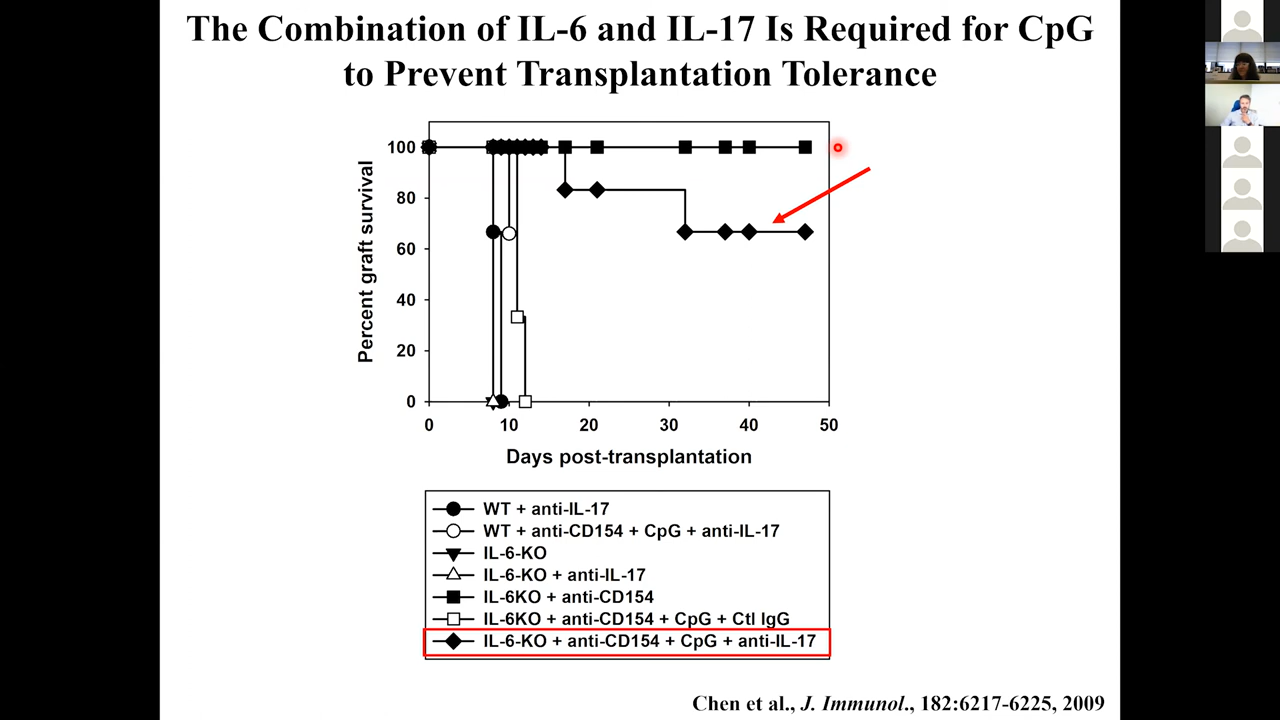 The Combination of IL-6 and IL-17 Is Required for CpG
to Prevent Transplantation Tolerance
Percent graft survival
100
80
60
40
20
0
0 10 20 30 40 50
Days post-transplantation
WT + anti-IL-17
WT + anti-CD154 + CpG + anti-IL-17
IL-6-KO
IL-6-KO + anti-IL-17
IL-6KO + anti-CD154
IL-6KO + anti-CD154 + CpG + Ctl IgG
IL-6-KO + anti-CD154 + CpG + anti-IL-17
Chen et al., J. Immunol., 182:6217-6225, 2009